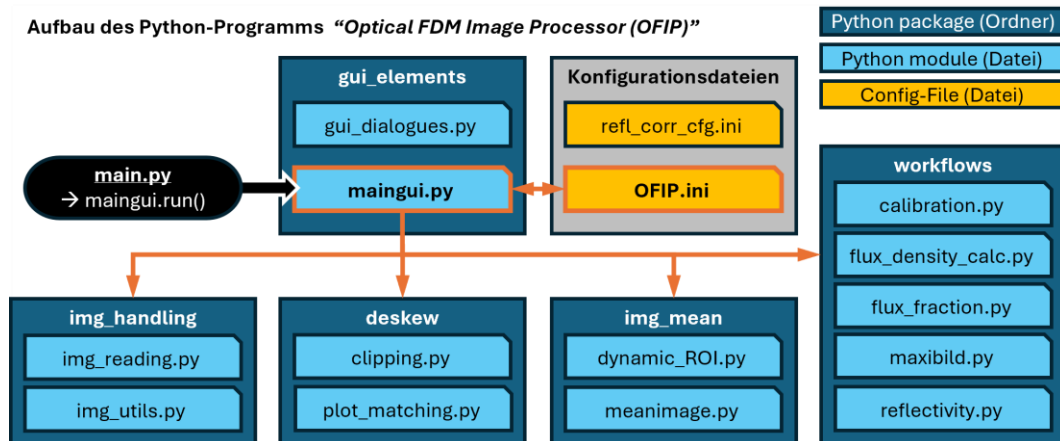 Aufbau des Python-Programms “Optical FDM Image Processor (OFIP)”
Python package (Ordner)
Python module (Datei)
Config-File (Datei)
gui_elements
gui_dialogues.py
maingui.py
Konfigurationsdateien
refl_corr_cfg.ini
OFIP.ini
main.py
→ maingui.run()
workflows
calibration.py
flux_density_calc.py
flux_fraction.py
maxibild.py
reflectivity.py
img_handling
img_reading.py
img_utils.py
deskew
clipping.py
plot_matching.py
img_mean
dynamic_ROI.py
meanimage.py